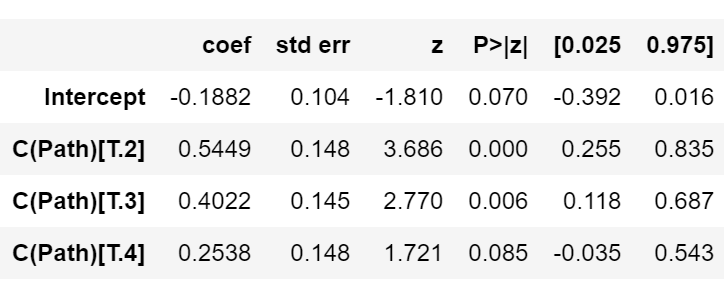 coef std err z P>|z| [0.025 0.975]
Intercept -0.1882 0.104 -1.810 0.070 -0.392 0.016
C(Path)[T.2] 0.5449 0.148 3.686 0.000 0.255 0.835
C(Path)[T.3] 0.4022 0.145 2.770 0.006 0.118 0.687
C(Path)[T.4] 0.2538 0.148 1.721 0.085 -0.035 0.543